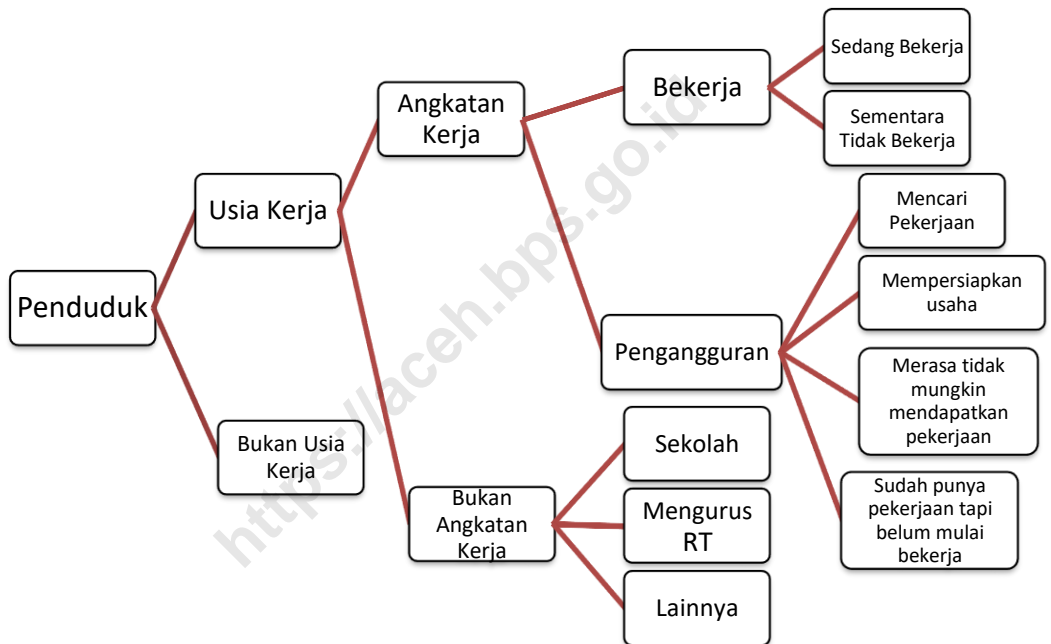 Penduduk
Usia Kerja
Bukan Usia
Kerja
Angkatan
Kerja
Bukan
Angkatan
Kerja
Bekerja
Pengangguran
Sekolah
Mengurus
RT
Lainnya
Sedang Bekerja
Sementara
Tidak Bekerja
Mencari
Pekerjaan
Mempersiapkan
usaha
Merasa tidak
mungkin
mendapatkan
pekerjaan
Sudah punya
pekerjaan tapi
belum mulai
bekerja
https://aceh.bps.go.id